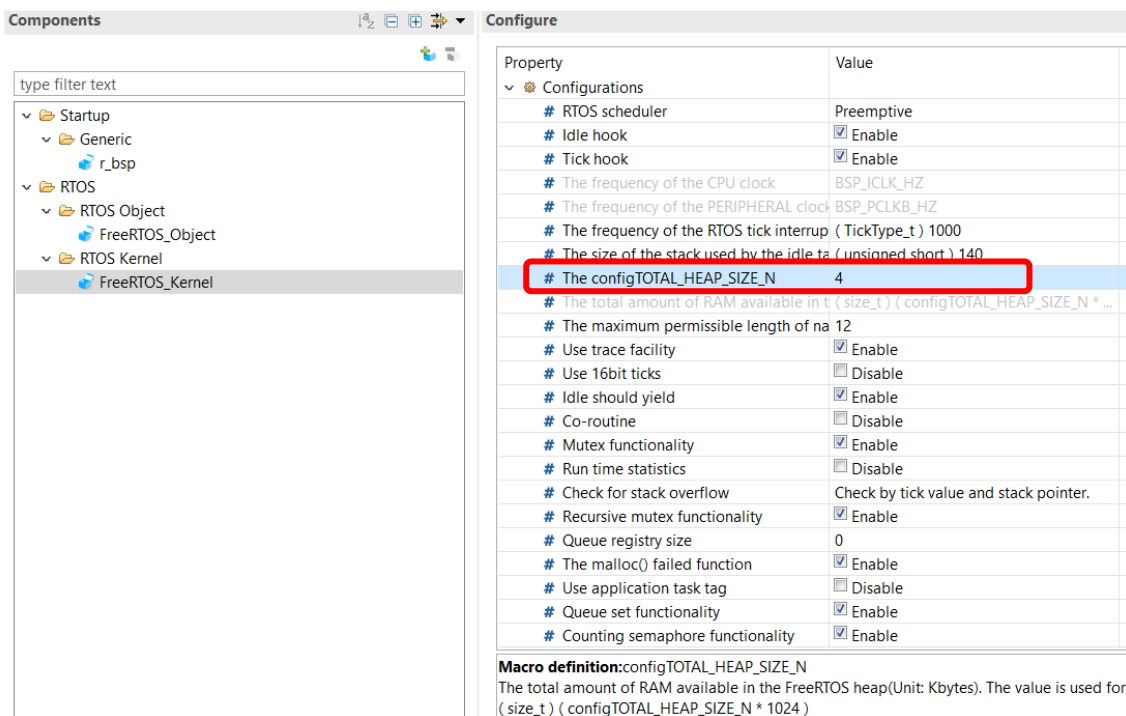 Components
type filter text
Startup
Generic
r_bsp
RTOS
RTOS Object
FreeRTOS_Object
RTOS Kernel
FreeRTOS_Kernel
Configure
Property Value
Configurations
# RTOS scheduler Preemptive
# Idle hook Enable
# Tick hook Enable
# The frequency of the CPU clock BSP_ICLK_HZ
# The frequency of the PERIPHERAL clock BSP_PCLKB_HZ
# The frequency of the RTOS tick interrup ( TickType_t ) 1000
# The size of the stack used by the idle ta ( unsigned short ) 140
# The configTOTAL_HEAP_SIZE_N 4
# The total amount of RAM available in t ( size_t ) ( configTOTAL_HEAP_SIZE_N * ...
# The maximum permissible length of na 12
# Use trace facility Enable
# Use 16bit ticks Disable
# Idle should yield Enable
# Co-routine Disable
# Mutex functionality Enable
# Run time statistics Disable
# Check for stack overflow Check by tick value and stack pointer.
# Recursive mutex functionality Enable
# Queue registry size 0
# The malloc() failed function Enable
# Use application task tag Disable
# Queue set functionality Enable
# Counting semaphore functionality Enable
Macro definition:configTOTAL_HEAP_SIZE_N
The total amount of RAM available in the FreeRTOS heap(Unit: Kbytes). The value is used for
( size_t ) ( configTOTAL_HEAP_SIZE_N * 1024 )